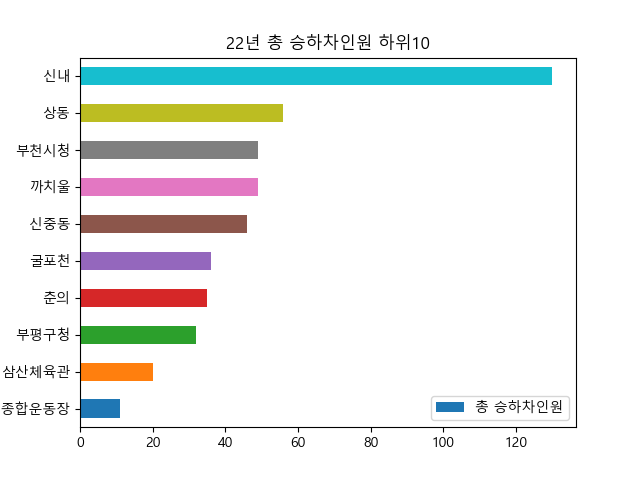 22년 총 승하차인원 하위10
신내
상동
부천시청
까치울
신중동
굴포천
춘의
부평구청
삼산체육관
종합운동장
총 승하차인원
0 20 40 60 80 100 120